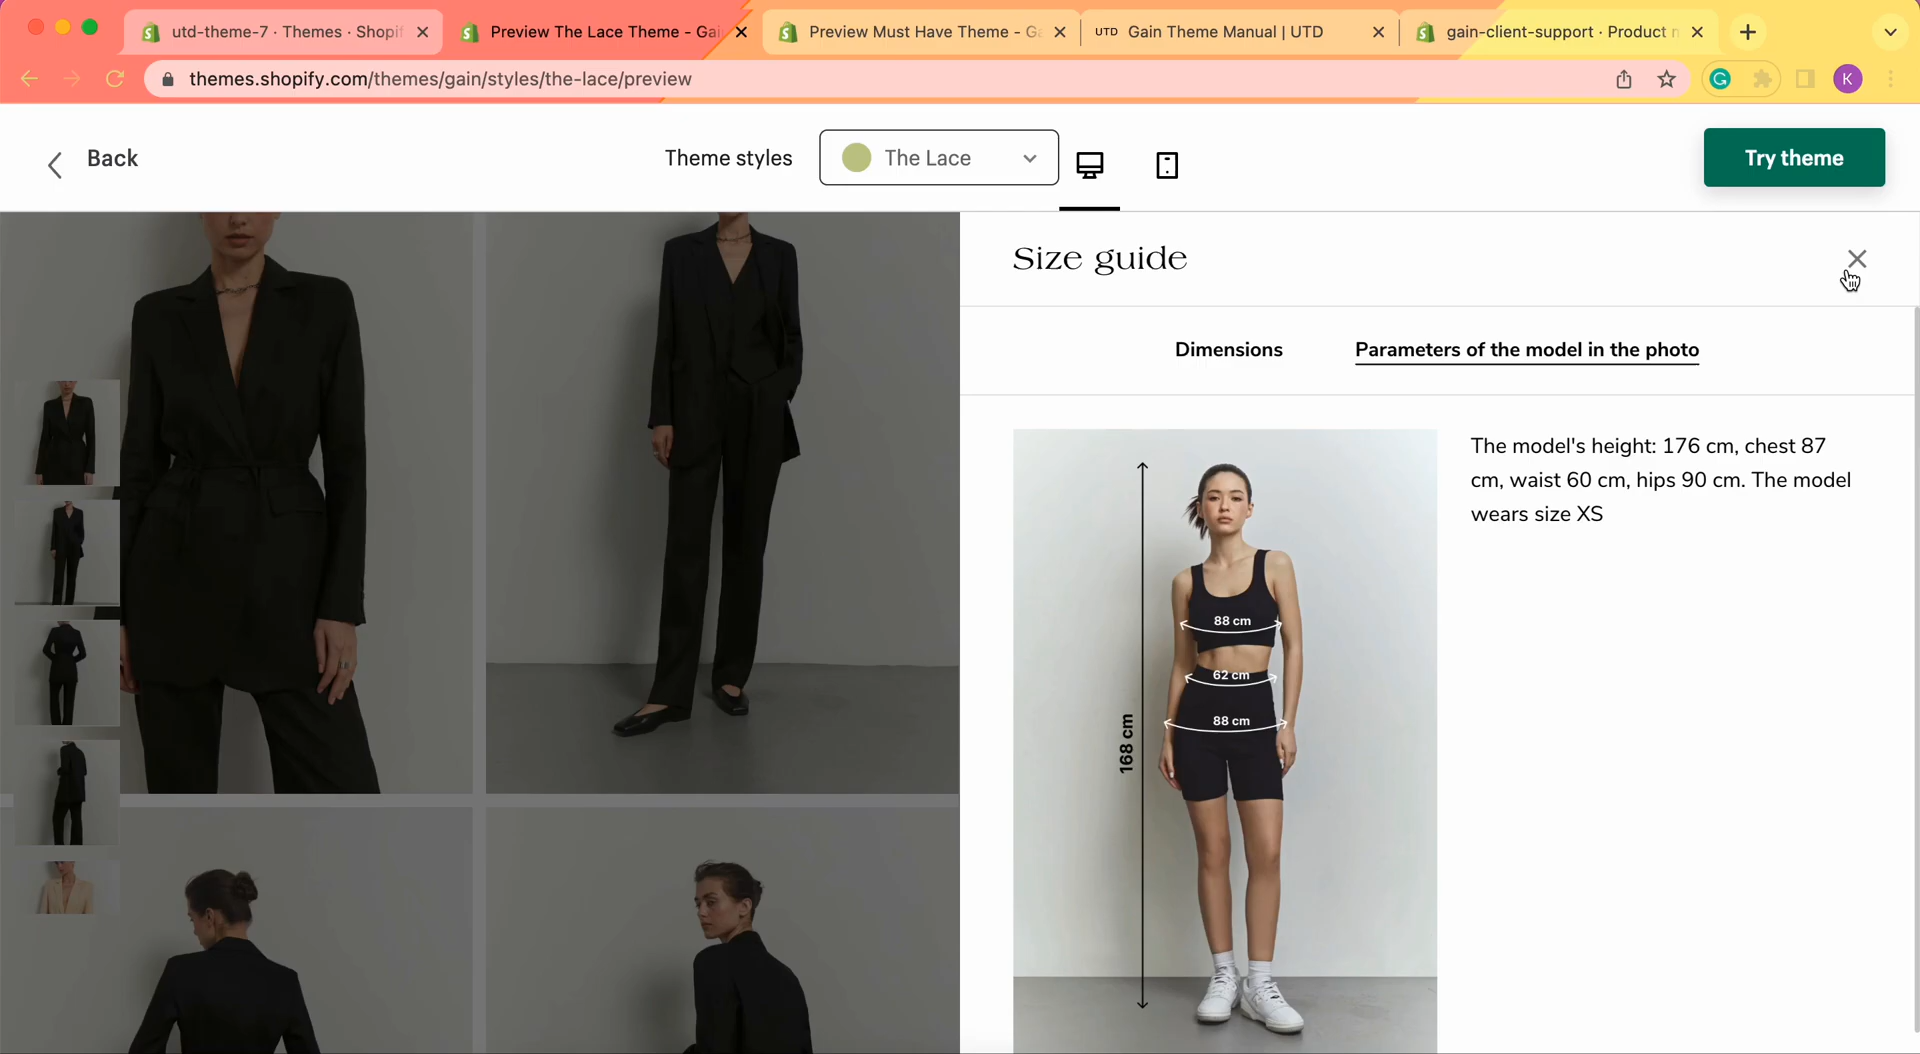 utd-theme-7 · Themes · Shopif
Preview The Lace Theme - Gai
Preview Must Have Theme - Ga
UTD Gain Theme Manual | UTD
gain-client-support · Product n
themes.shopify.com/themes/gain/styles/the-lace/preview
K
Back
Theme styles
The Lace
Try theme
Size guide
Dimensions
Parameters of the model in the photo
The model's height: 176 cm, chest 87
cm, waist 60 cm, hips 90 cm. The model
wears size XS
88 cm
62 cm
88 cm
168 cm